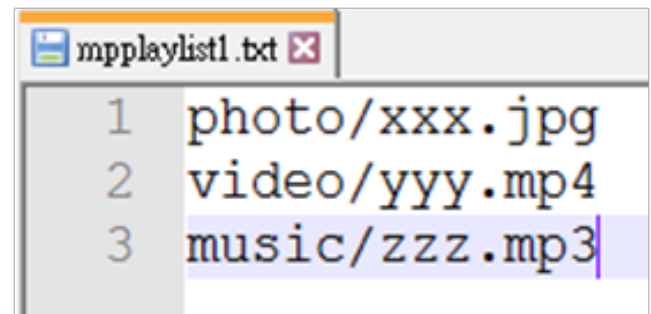 mpplaylist1.txt
1 photo/xxx.jpg
2 video/yyy.mp4
3 music/zzz.mp3